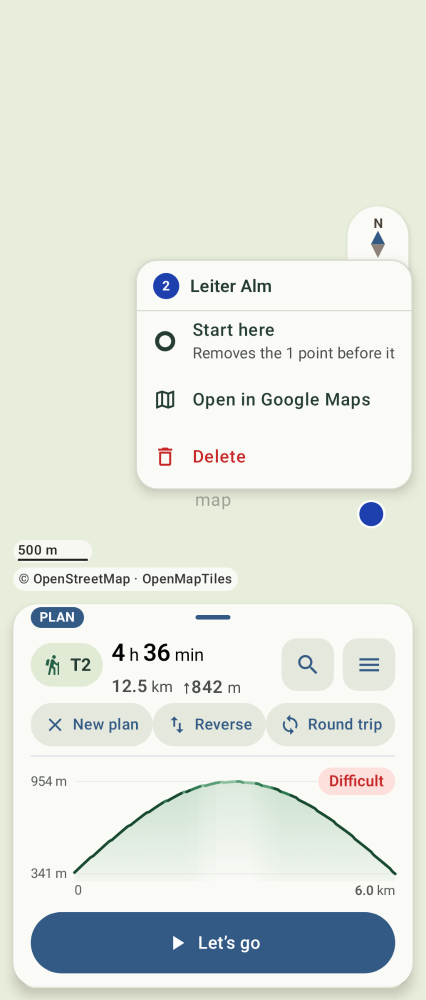 N
2 Leiter Alm
Start here
Removes the 1 point before it
Open in Google Maps
Delete
map
500 m
© OpenStreetMap · OpenMapTiles
PLAN
T2
4 h 36 min
12.5 km ↑842 m
New plan
Reverse
Round trip
954 m
Difficult
341 m
0
6.0 km
Let's go